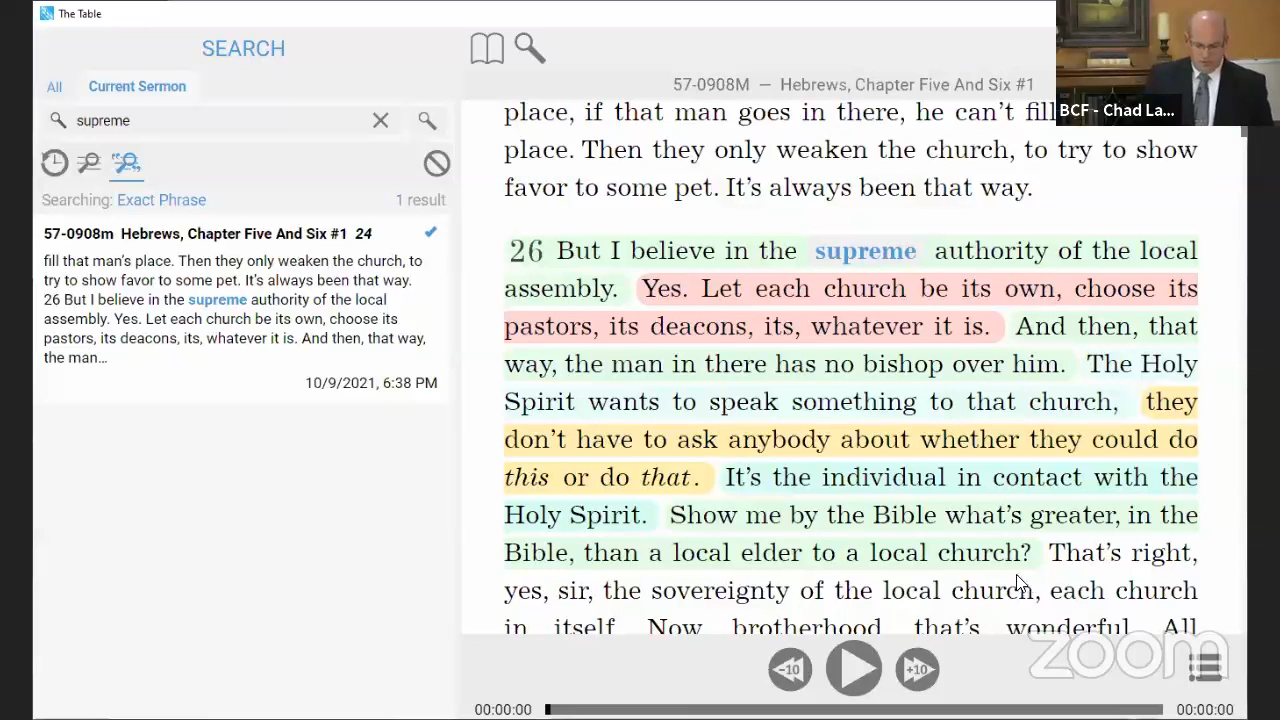 The Table
SEARCH
All
Current Sermon
supreme
Searching: Exact Phrase
1 result
57-0908m Hebrews, Chapter Five And Six #1 24
fill that man's place. Then they only weaken the church, to
try to show favor to some pet. It's always been that way.
26 But I believe in the supreme authority of the local
assembly. Yes. Let each church be its own, choose its
pastors, its deacons, its, whatever it is. And then, that way,
the man...
10/9/2021, 6:38 PM
57-0908M — Hebrews, Chapter Five And Six #1
BCF - Chad La...
place, if that man goes in there, he can't fill
place. Then they only weaken the church, to try to show
favor to some pet. It's always been that way.
26 But I believe in the supreme authority of the local
assembly. Yes. Let each church be its own, choose its
pastors, its deacons, its, whatever it is. And then, that
way, the man in there has no bishop over him. The Holy
Spirit wants to speak something to that church, they
don't have to ask anybody about whether they could do
this or do that. It's the individual in contact with the
Holy Spirit. Show me by the Bible what's greater, in the
Bible, than a local elder to a local church? That's right,
yes, sir, the sovereignty of the local church, each church
in itself. Now brotherhood that's wonderful. All
-10
+10
zoom
00:00:00
00:00:00